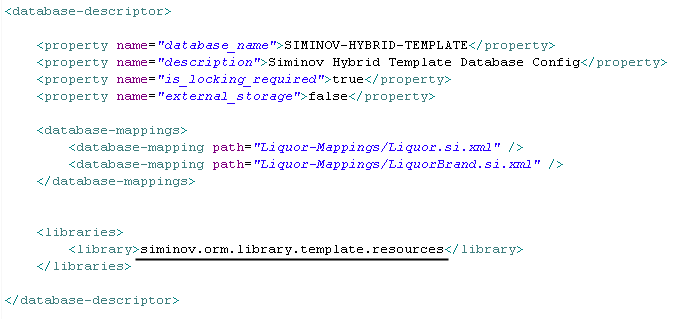 <database-descriptor>
<property name="database_name">SIMINOV-HYBRID-TEMPLATE</property>
<property name="description">Siminov Hybrid Template Database Config</property>
<property name="is_locking_required">true</property>
<property name="external_storage">false</property>
<database-mappings>
<database-mapping path="Liquor-Mappings/Liquor.si.xml" />
<database-mapping path="Liquor-Mappings/LiquorBrand.si.xml" />
</database-mappings>
<libraries>
<library>siminov.orm.library.template.resources</library>
</libraries>
</database-descriptor>